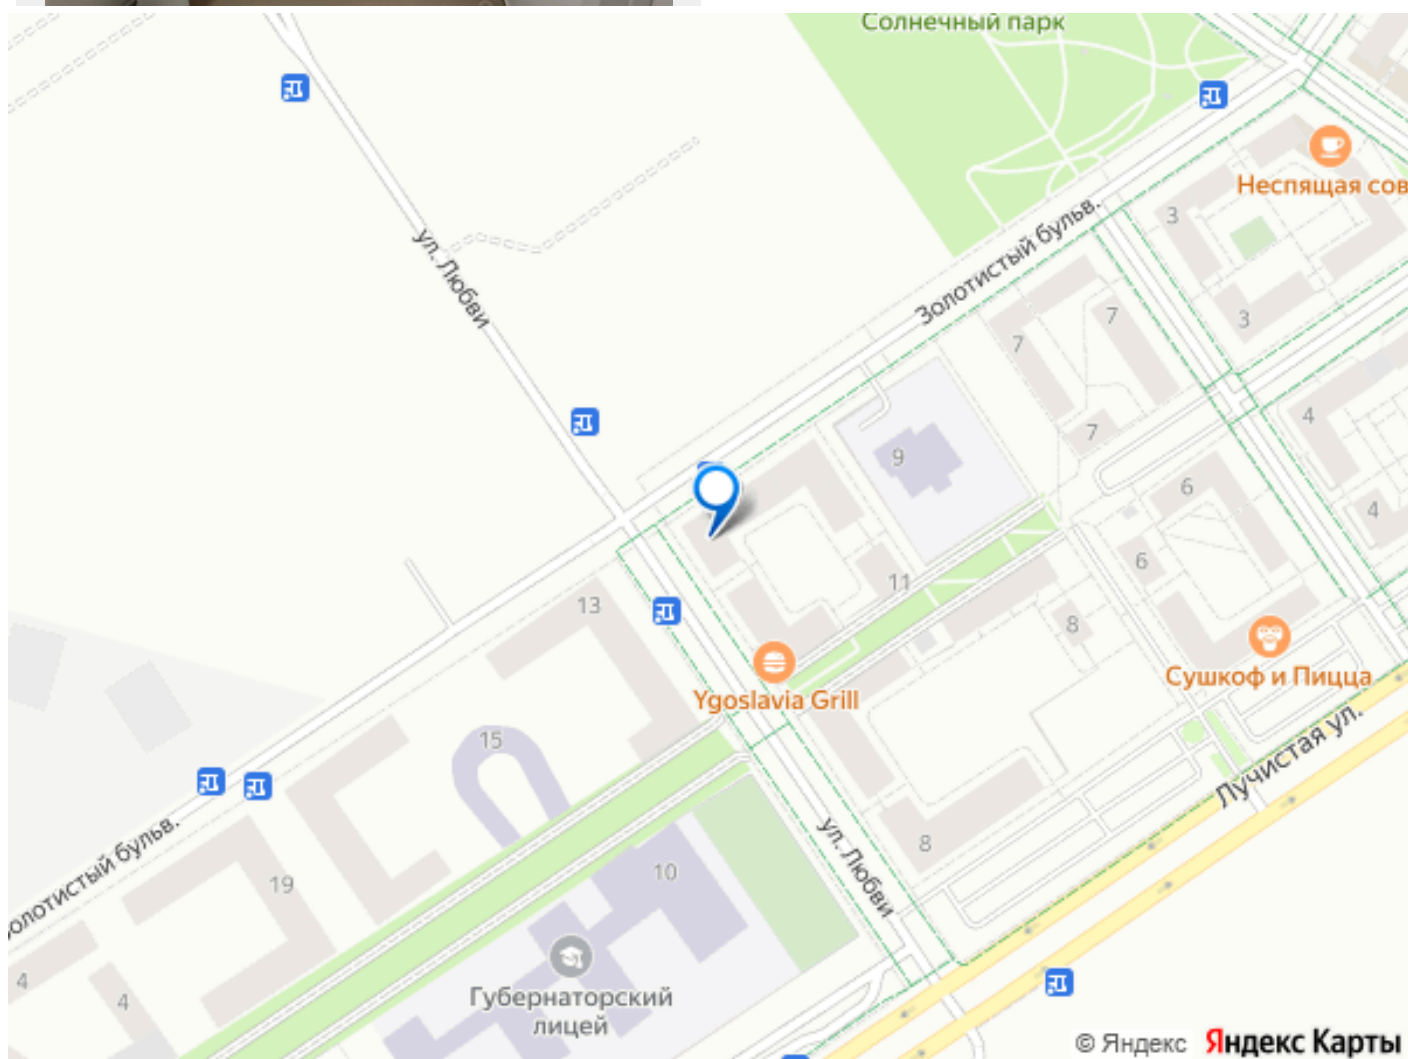 Солнечный парк
Неспящая сов
3
ул. Любви
Золотистый бульв.
7
7
3
7
4
9
6
4
6
11
13
8
Ygoslavia Grill
Сушкоф и Пицца
15
Лучистая ул.
золотистый бульв.
ул. Любви
8
10
19
4
4
Губернаторский
лицей
© Яндекс Яндекс Карты